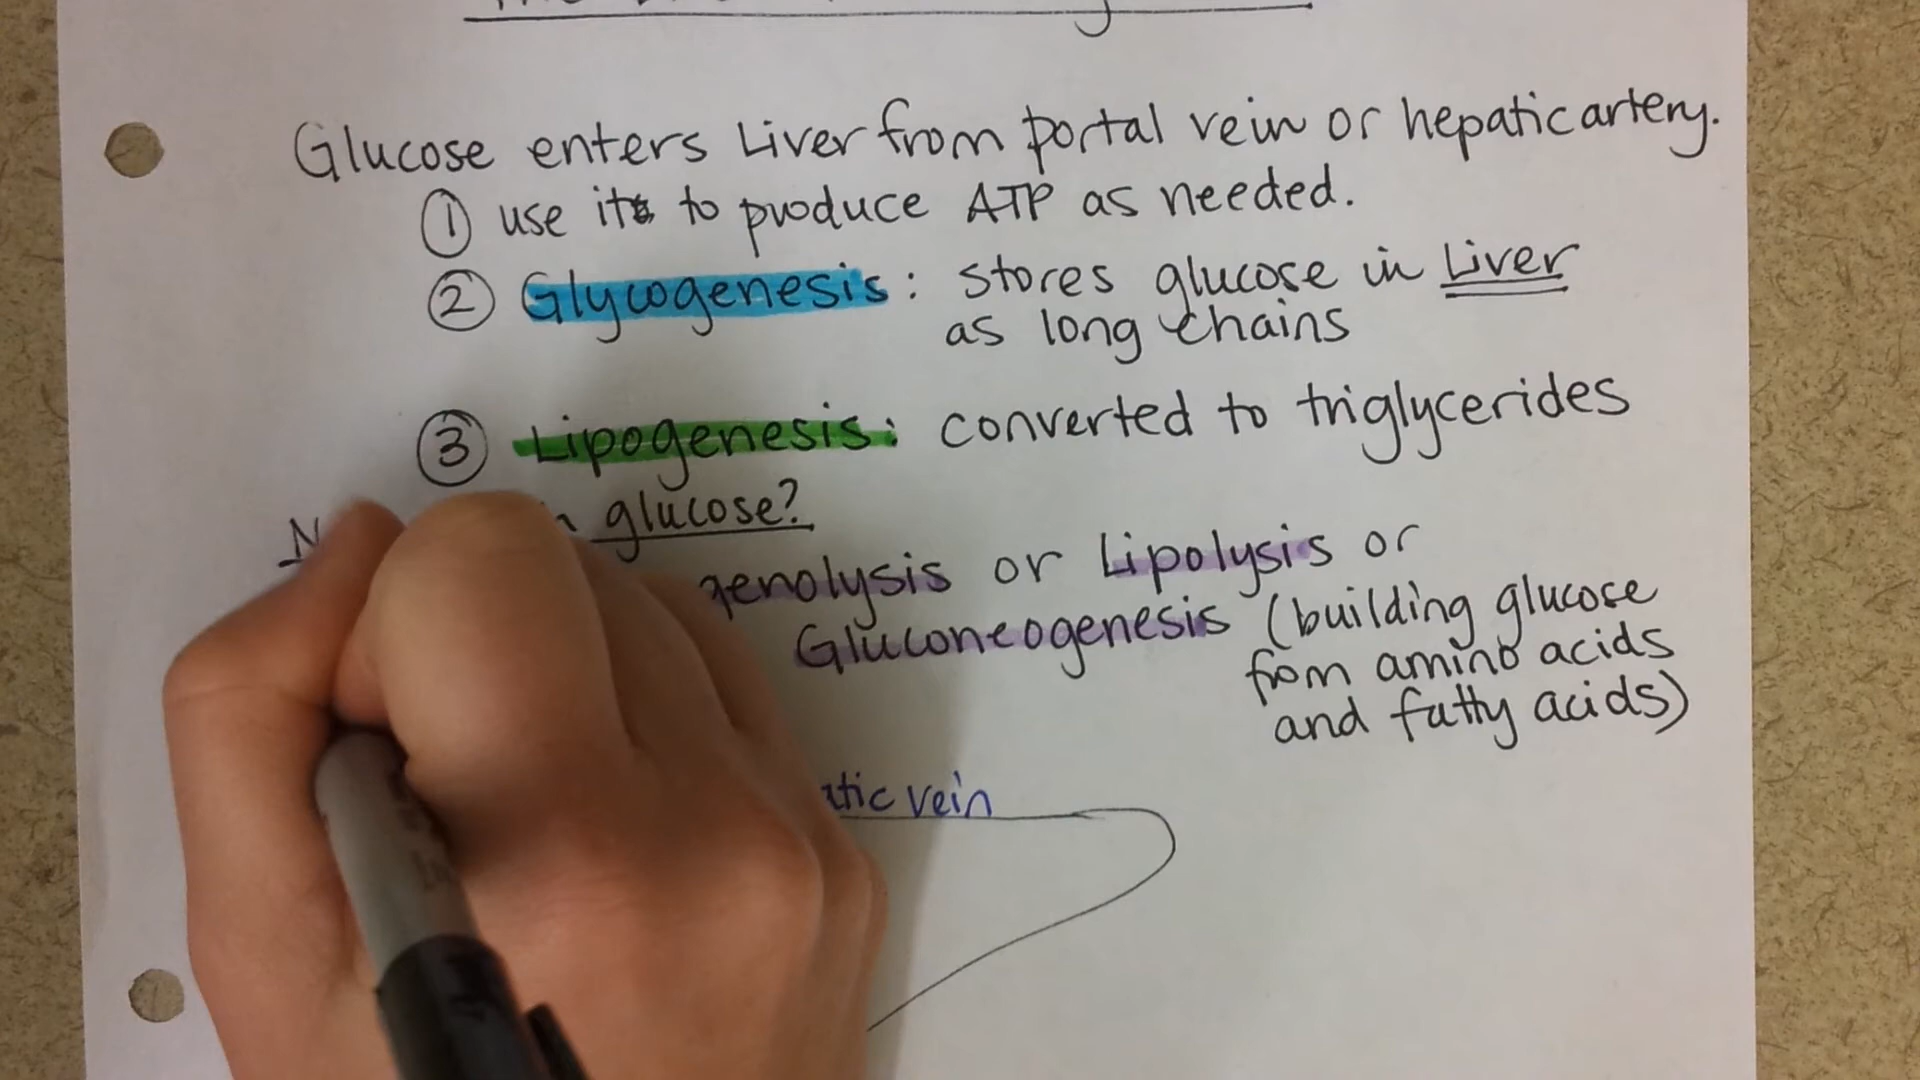 Glucose enters Liver from portal vein or hepatic artery.
① use it to produce ATP as needed.
② Glycogenesis: stores glucose in Liver
as long chains
③ Lipogenesis: converted to triglycerides
glucose?
genolysis or Lipolysis or
Gluconeogenesis (building glucose
from amino acids
and fatty acids)
atic vein